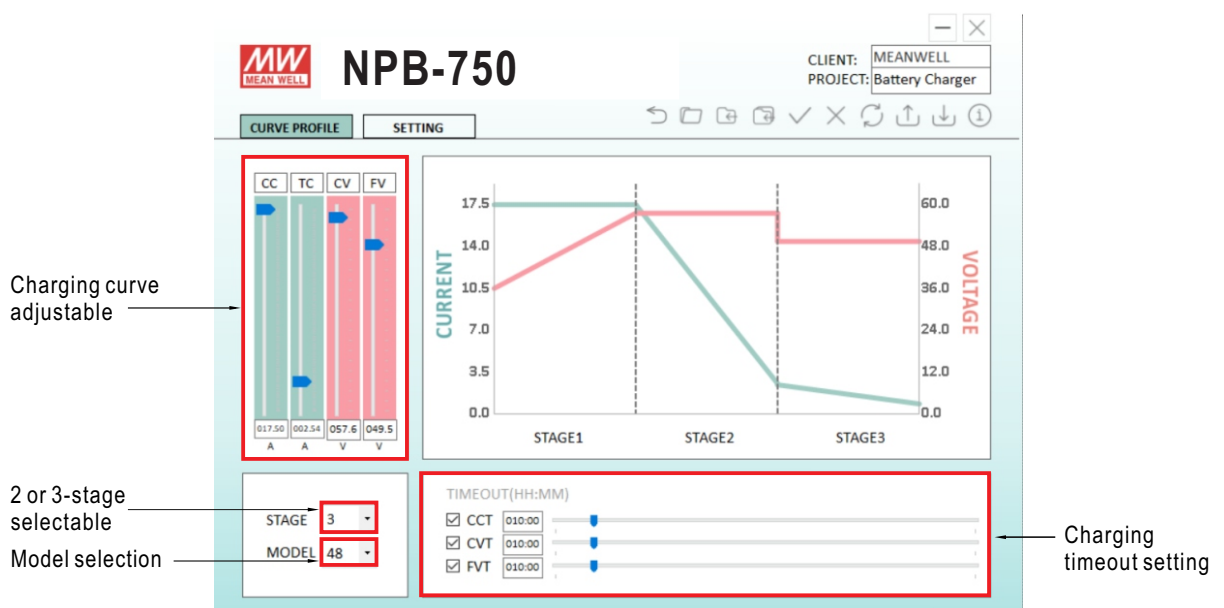 MW
MEAN WELL
NPB-750
CLIENT: MEANWELL
PROJECT: Battery Charger
CURVE PROFILE SETTING
i
CC TC CV FV
017.50 002.54 057.6 049.5
A A V V
Charging curve
adjustable
CURRENT
17.5
14.0
10.5
7.0
3.5
0.0
60.0
48.0
36.0
24.0
12.0
0.0
VOLTAGE
STAGE1 STAGE2 STAGE3
2 or 3-stage
selectable
Model selection
STAGE 3
MODEL 48
TIMEOUT(HH:MM)
CCT 010:00
CVT 010:00
FVT 010:00
Charging
timeout setting